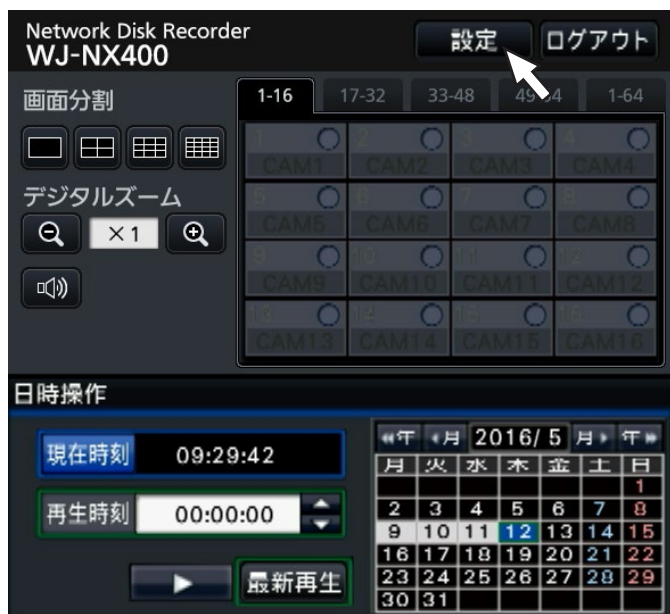 Network Disk Recorder
WJ-NX400
設定
ログアウト
画面分割
1-16 17-32 33-48 49-64 1-64
1 2 3 4
CAM1 CAM2 CAM3 CAM4
デジタルズーム
5 6 7 8
CAM5 CAM6 CAM7 CAM8
×1
9 10 11 12
CAM9 CAM10 CAM11 CAM12
13 14 15 16
CAM13 CAM14 CAM15 CAM16
日時操作
現在時刻 09:29:42
再生時刻 00:00:00
最新再生
年 月 2016/ 5 月 年
月 火 水 木 金 土 日
1
2 3 4 5 6 7 8
9 10 11 12 13 14 15
16 17 18 19 20 21 22
23 24 25 26 27 28 29
30 31